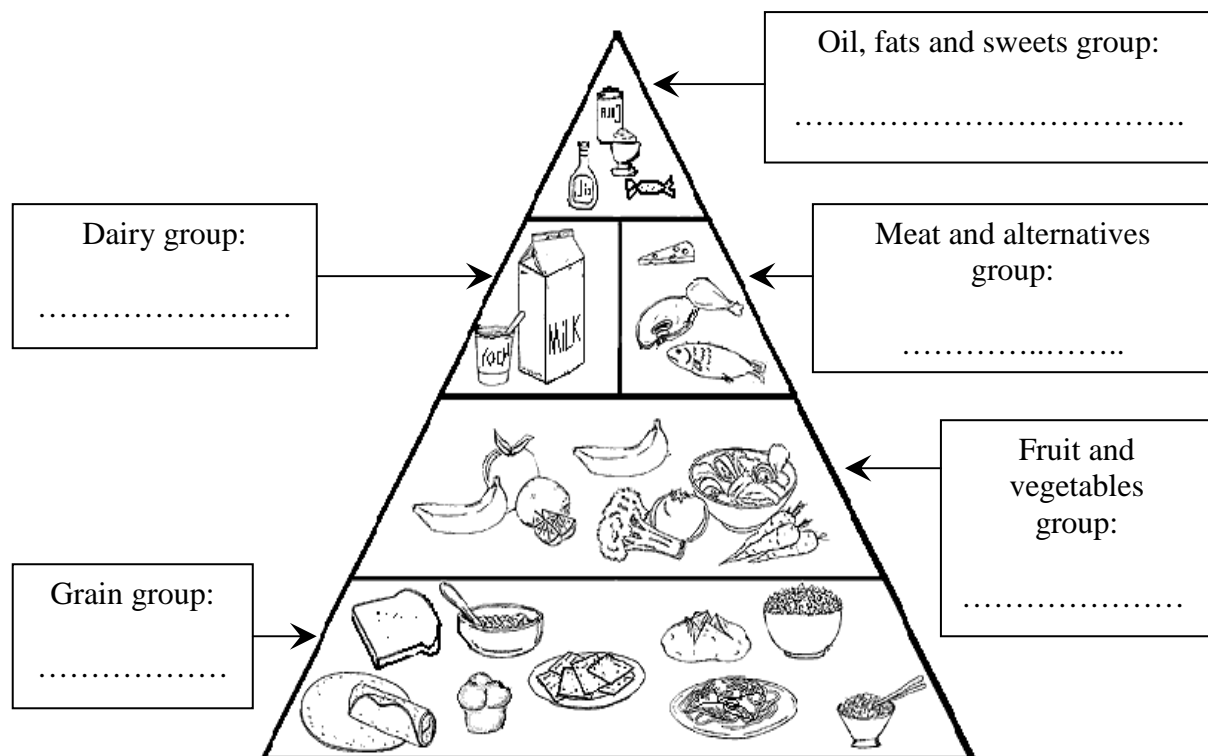 Oil, fats and sweets group:
……………………………….
Dairy group:
……………………
Meat and alternatives
group:
…………..……..
MiLK
Fruit and
vegetables
group:
…………………
Grain group:
………………